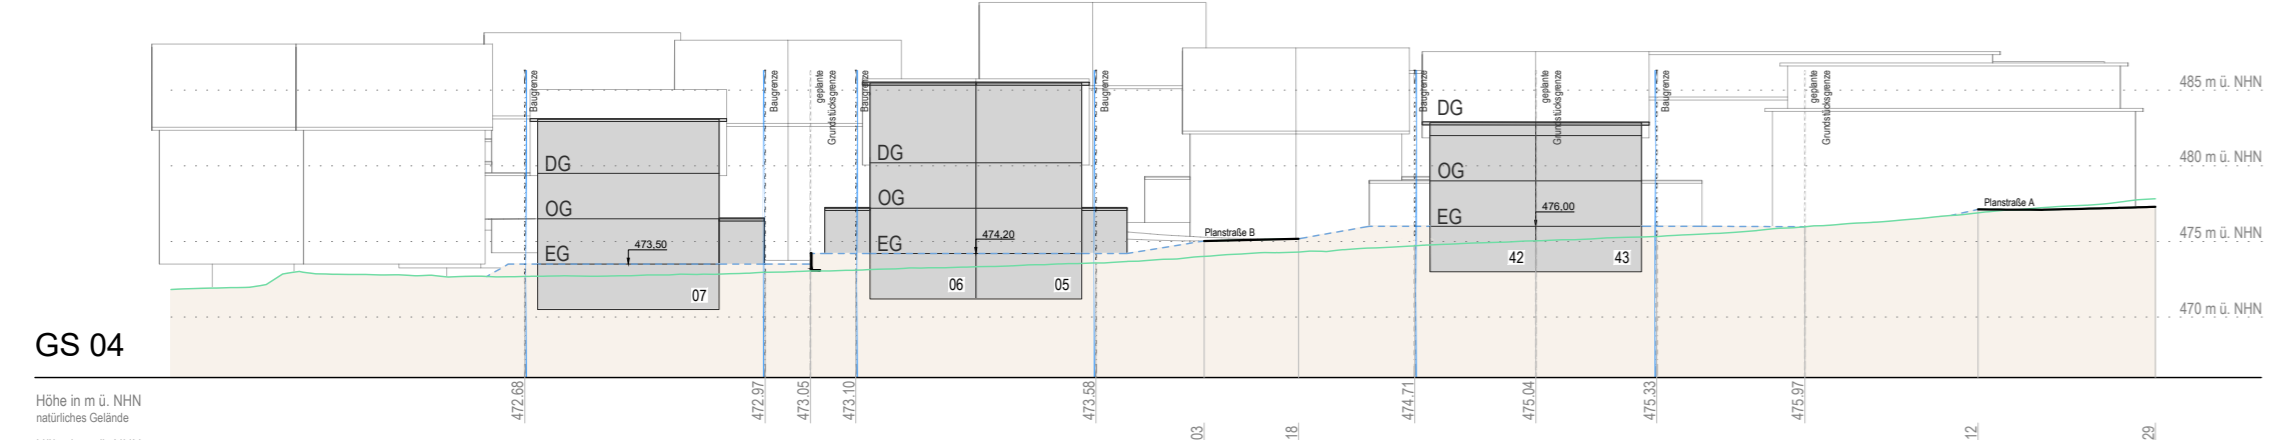 Baugrenze
Baugrenze
geplante
Grundstücksgrenze
Baugrenze
Baugrenze
Baugrenze
geplante
Grundstücksgrenze
Baugrenze
geplante
Grundstücksgrenze
485 m ü. NHN
480 m ü. NHN
475 m ü. NHN
470 m ü. NHN
DG
OG
EG
473,50
07
DG
OG
EG
474,20
06
05
Planstraße B
DG
OG
EG
476,00
42
43
Planstraße A
GS 04
Höhe in m ü. NHN
natürliches Gelände
472.68
472.97
473.05
473.10
473.58
474.71
475.04
475.33
475.97
03
18
12
29